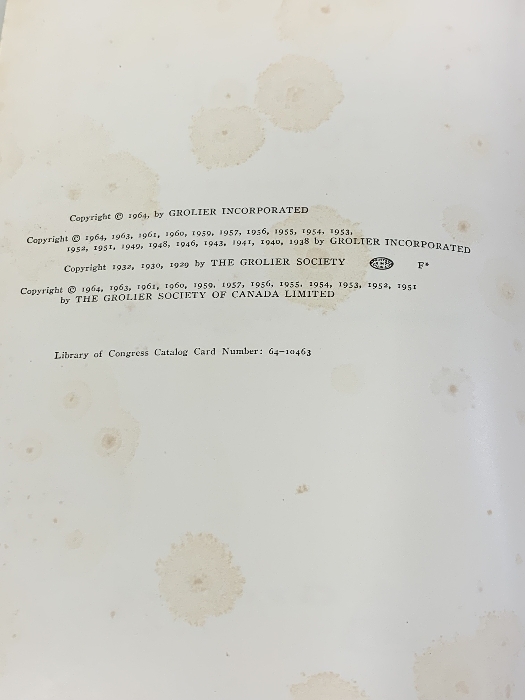 Copyright © 1964, by GROLIER INCORPORATED
Copyright © 1964, 1963, 1961, 1960, 1959, 1957, 1956, 1955, 1954, 1953,
1952, 1951, 1949, 1948, 1946, 1943, 1941, 1940, 1938 by GROLIER INCORPORATED
Copyright 1932, 1930, 1929 by THE GROLIER SOCIETY F*
Copyright © 1964, 1963, 1961, 1960, 1959, 1957, 1956, 1955, 1954, 1953, 1952, 1951
by THE GROLIER SOCIETY OF CANADA LIMITED
Library of Congress Catalog Card Number: 64-10463